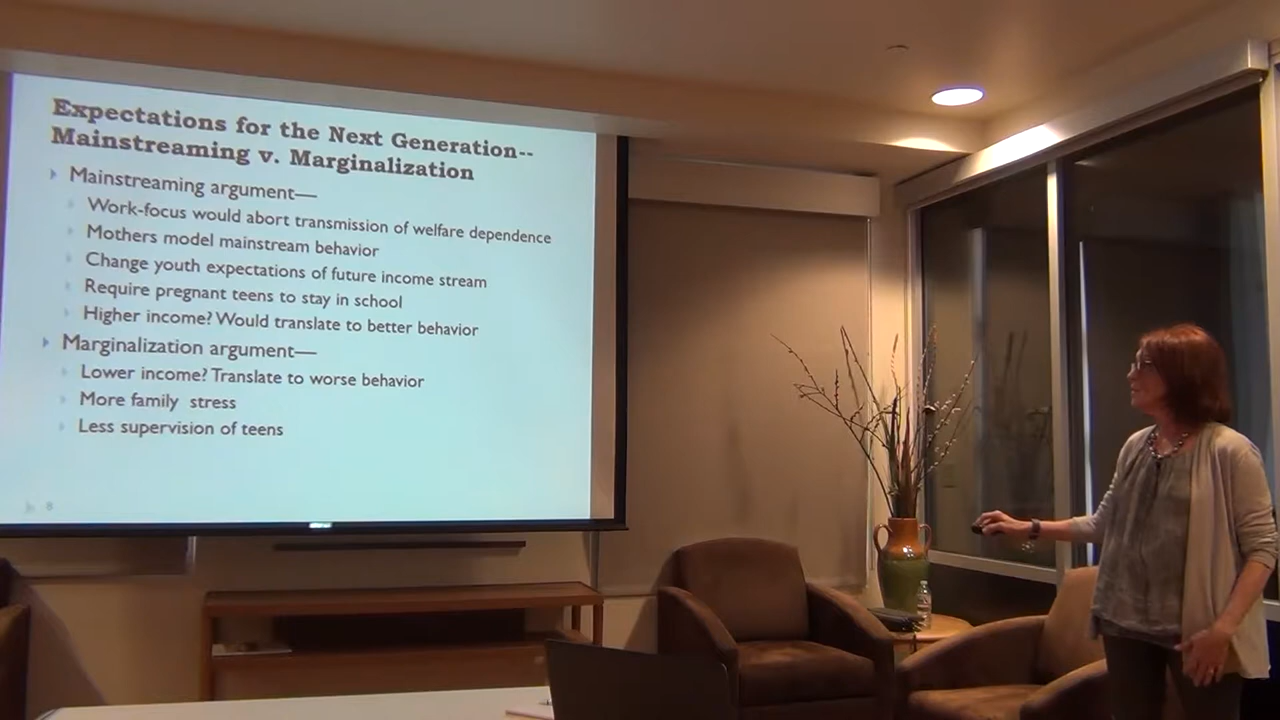 Expectations for the Next Generation--
Mainstreaming v. Marginalization
Mainstreaming argument—
Work-focus would abort transmission of welfare dependence
Mothers model mainstream behavior
Change youth expectations of future income stream
Require pregnant teens to stay in school
Higher income? Would translate to better behavior
Marginalization argument—
Lower income? Translate to worse behavior
More family  stress
Less supervision of teens
8